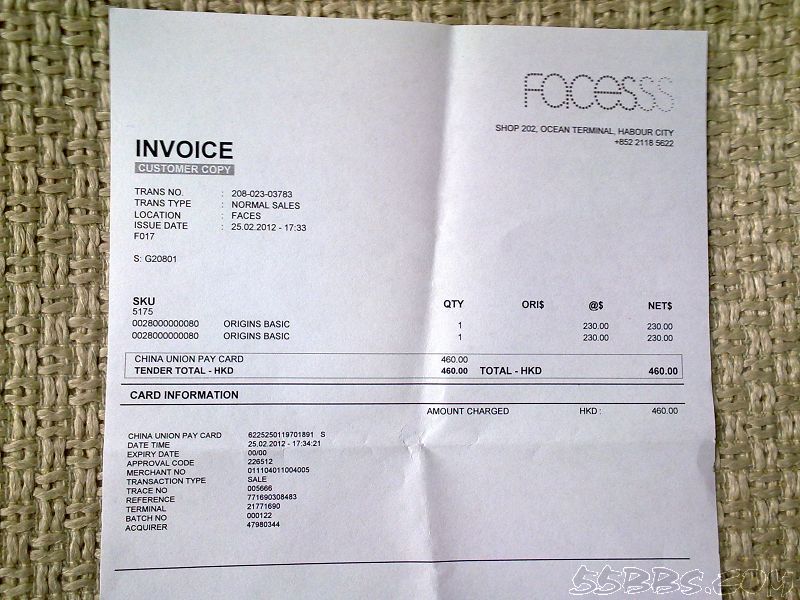 FACESSS
SHOP 202, OCEAN TERMINAL, HABOUR CITY
+852 2118 5622
INVOICE
CUSTOMER COPY
TRANS NO. : 208-023-03783
TRANS TYPE : NORMAL SALES
LOCATION : FACES
ISSUE DATE : 25.02.2012 - 17:33
F017
S: G20801
SKU QTY ORI$ @$ NET$
5175
0028000000080 ORIGINS BASIC 1 230.00 230.00
0028000000080 ORIGINS BASIC 1 230.00 230.00
CHINA UNION PAY CARD 460.00
TENDER TOTAL - HKD 460.00 TOTAL - HKD 460.00
CARD INFORMATION
AMOUNT CHARGED HKD : 460.00
CHINA UNION PAY CARD 6225250119701891 S
DATE TIME 25.02.2012 - 17:34:21
EXPIRY DATE 00/00
APPROVAL CODE 226512
MERCHANT NO 011104011004005
TRANSACTION TYPE SALE
TRACE NO 005666
REFERENCE 771690308483
TERMINAL 21771690
BATCH NO 000122
ACQUIRER 47980344
55BBS.COM